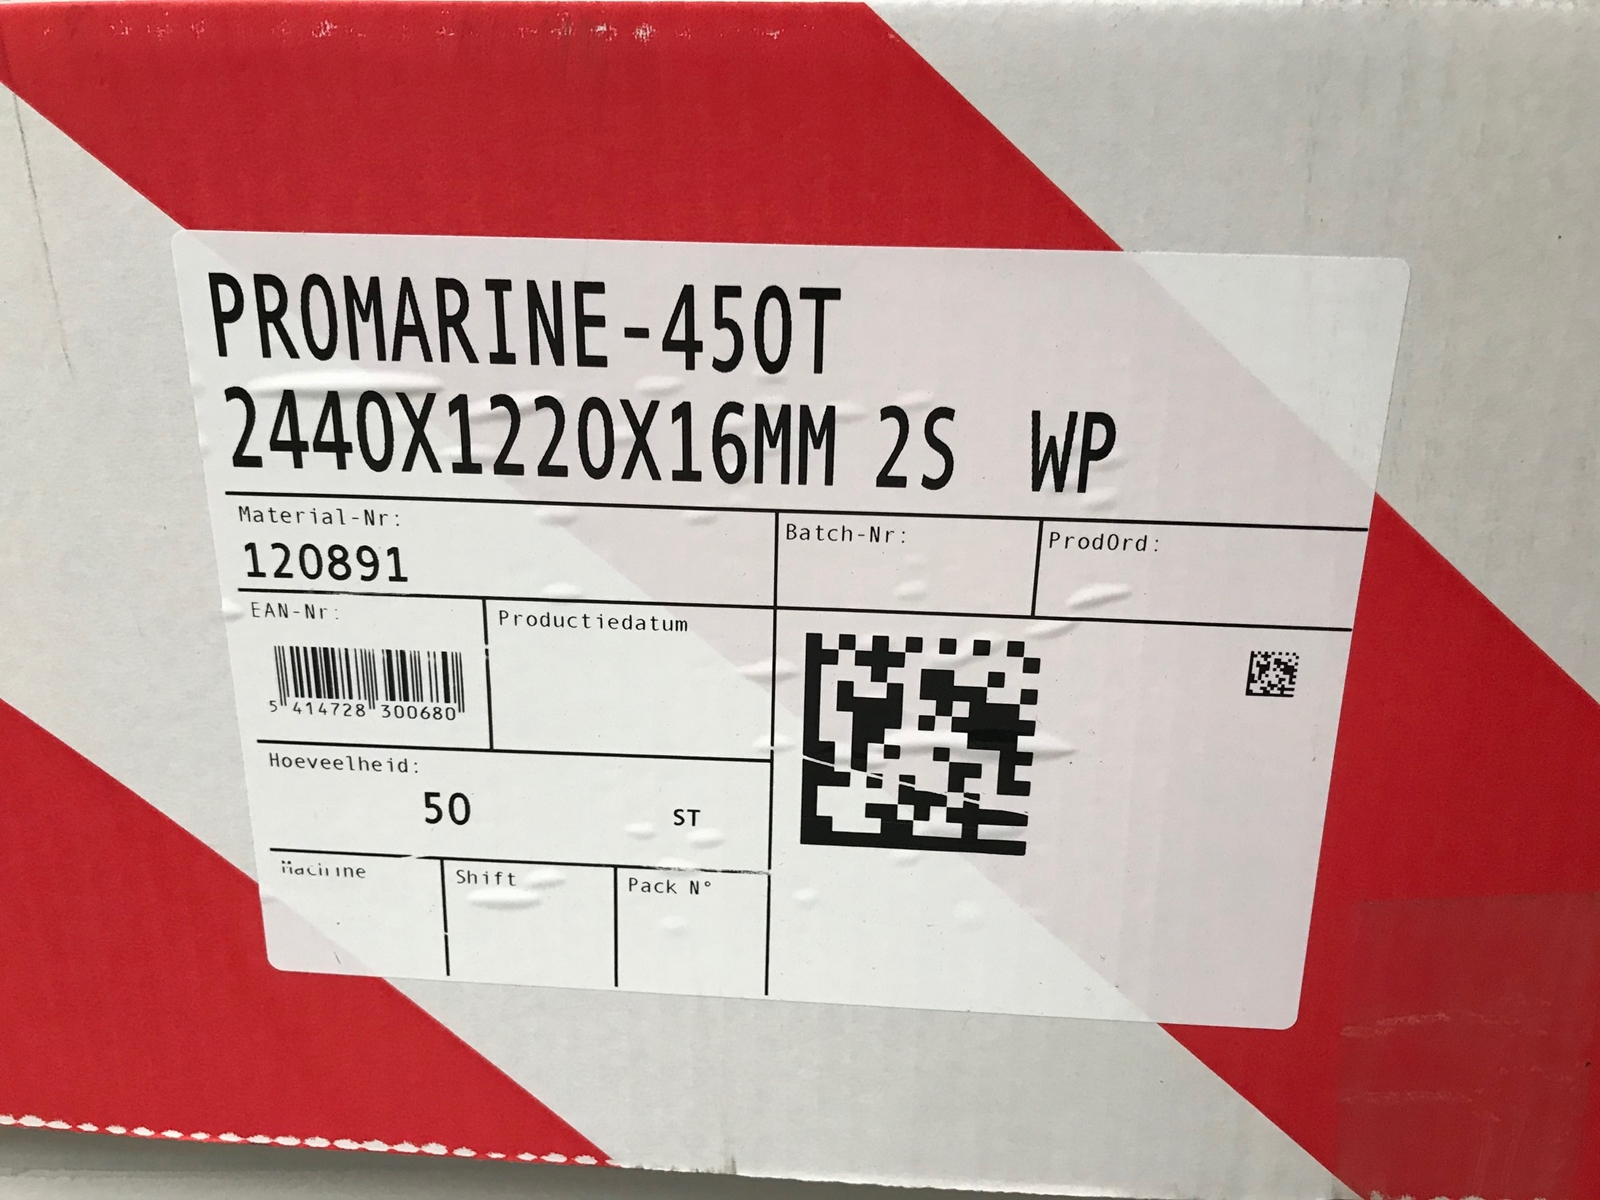 PROMARINE-450T
2440X1220X16MM 2S WP
Material-Nr:
120891
Batch-Nr:
ProdOrd:
EAN-Nr:
5 414728 300680
Productiedatum
Hoeveelheid:
50 ST
Machine
Shift
Pack N°